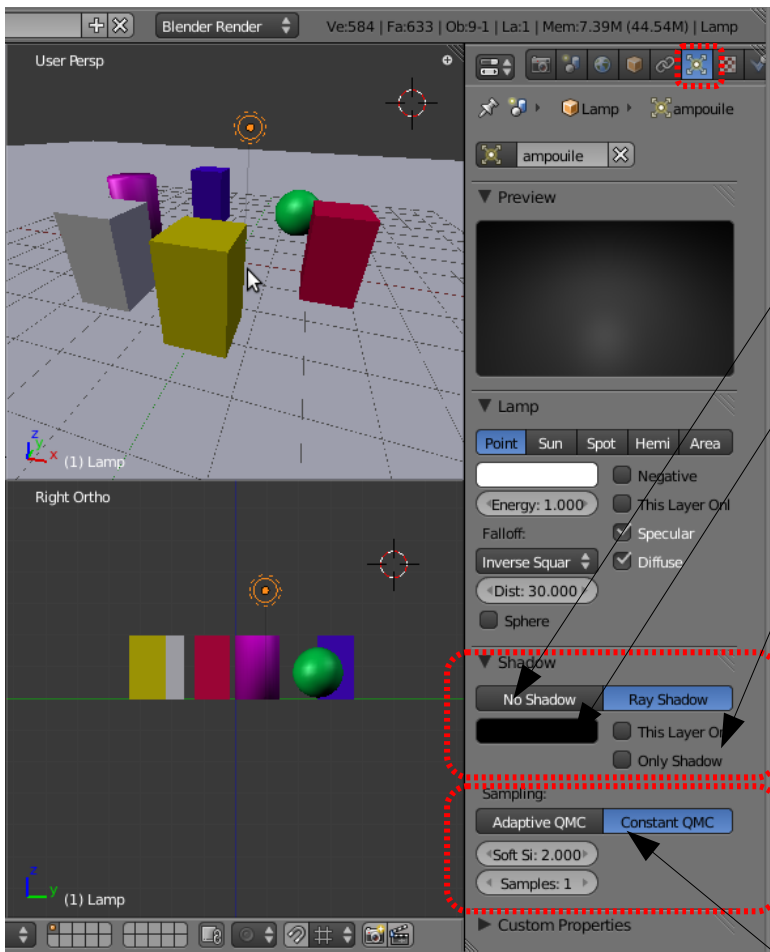 Blender Render
Ve:584 | Fa:633 | Ob:9-1 | La:1 | Mem:7.39M (44.54M) | Lamp
User Persp
z
y
x
(1) Lamp
Right Ortho
z
y
(1) Lamp
Lamp
ampouile
ampouile
Preview
Lamp
Point Sun Spot Hemi Area
Negative
Energy: 1.000 This Layer Onl
Falloff: Specular
Inverse Squar Diffuse
Dist: 30.000
Sphere
Shadow
No Shadow Ray Shadow
This Layer On
Only Shadow
Sampling:
Adaptive QMC Constant QMC
Soft Si: 2.000
Samples: 1
Custom Properties